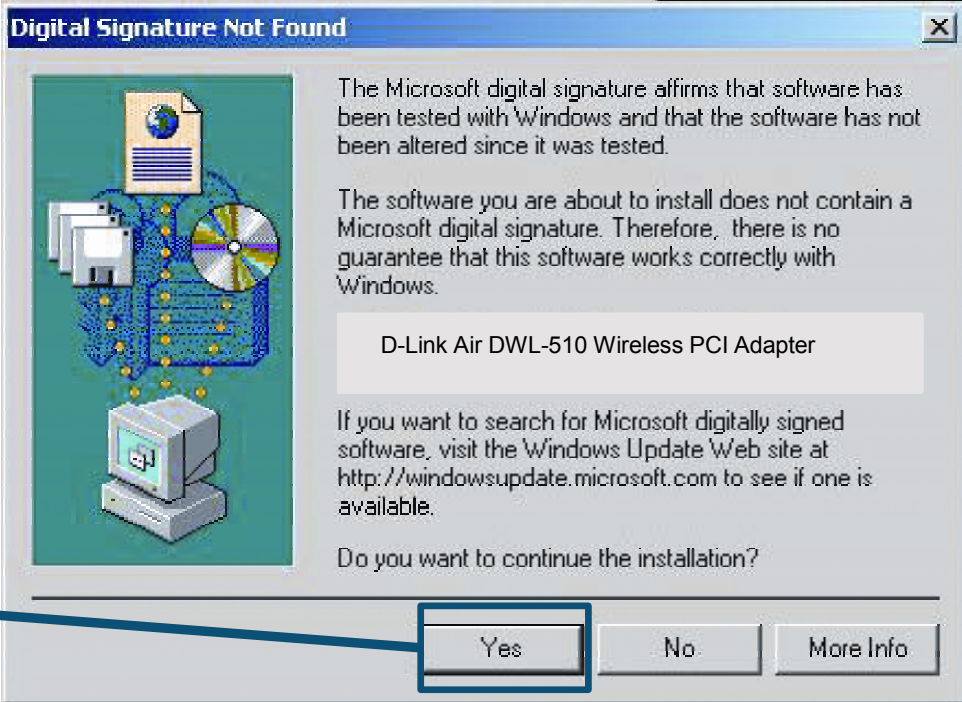 Digital Signature Not Found
The Microsoft digital signature affirms that software has
been tested with Windows and that the software has not
been altered since it was tested.
The software you are about to install does not contain a
Microsoft digital signature. Therefore, there is no
guarantee that this software works correctly with
Windows.
D-Link Air DWL-510 Wireless PCI Adapter
If you want to search for Microsoft digitally signed
software, visit the Windows Update Web site at
http://windowsupdate.microsoft.com to see if one is
available.
Do you want to continue the installation?
Yes No More Info